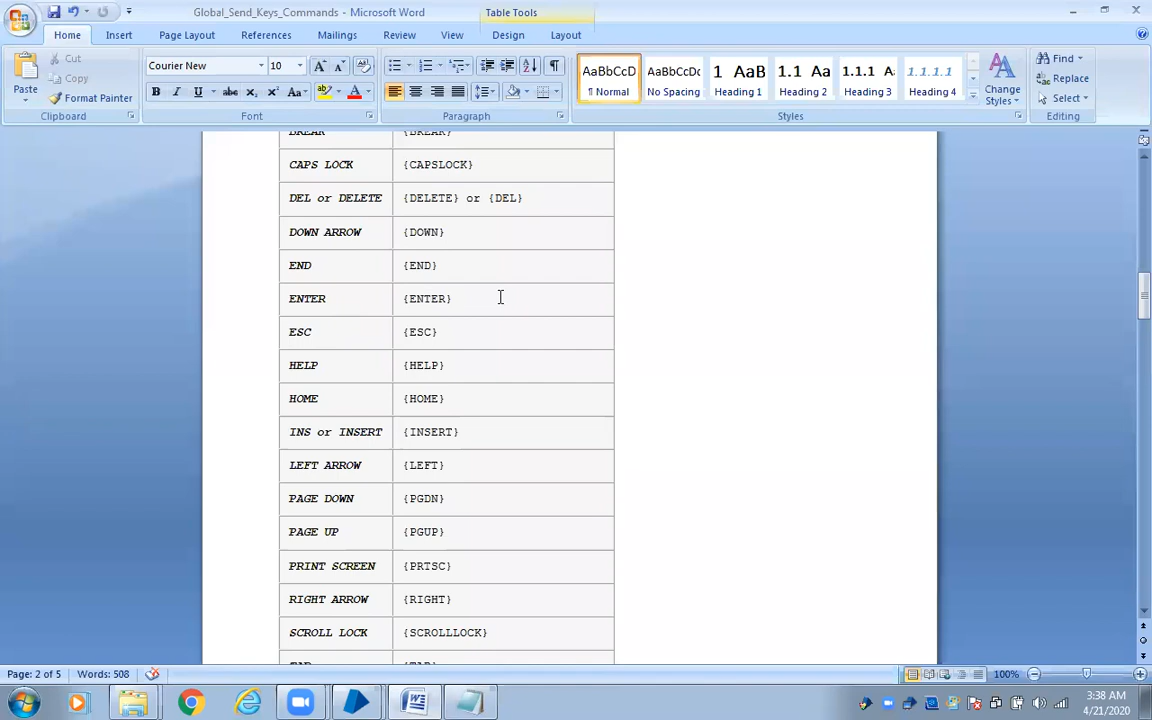 Global_Send_Keys_Commands - Microsoft Word
Table Tools
Home Insert Page Layout References Mailings Review View Design Layout
Paste
Cut
Copy
Format Painter
Clipboard
Courier New 10
Font
Paragraph
AaBbCcD AaBbCcDc 1 AaB 1.1 Aa 1.1.1 A 1.1.1.1
¶ Normal No Spacing Heading 1 Heading 2 Heading 3 Heading 4
Change Styles
Styles
Find
Replace
Select
Editing
BREAK {BREAK}
CAPS LOCK {CAPSLOCK}
DEL or DELETE {DELETE} or {DEL}
DOWN ARROW {DOWN}
END {END}
ENTER {ENTER}
ESC {ESC}
HELP {HELP}
HOME {HOME}
INS or INSERT {INSERT}
LEFT ARROW {LEFT}
PAGE DOWN {PGDN}
PAGE UP {PGUP}
PRINT SCREEN {PRTSC}
RIGHT ARROW {RIGHT}
SCROLL LOCK {SCROLLLOCK}
TAB {TAB}
Page: 2 of 5 Words: 508 100%
3:38 AM
4/21/2020